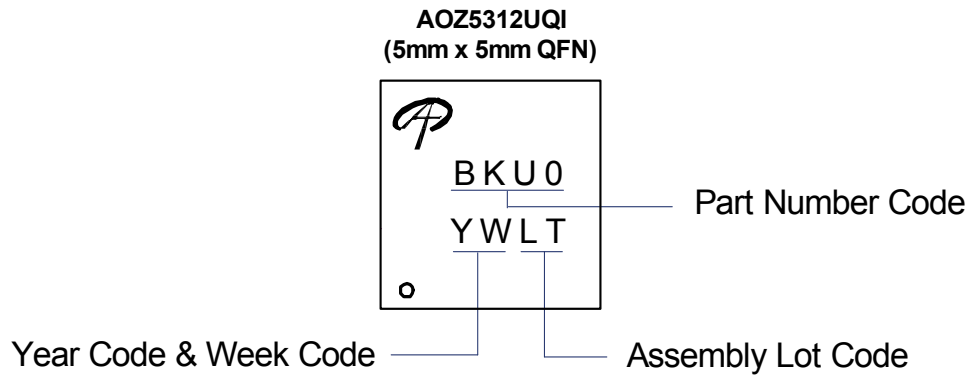 AOZ5312UQI
(5mm x 5mm QFN)
BKU0
Part Number Code
YWLT
Year Code & Week Code
Assembly Lot Code